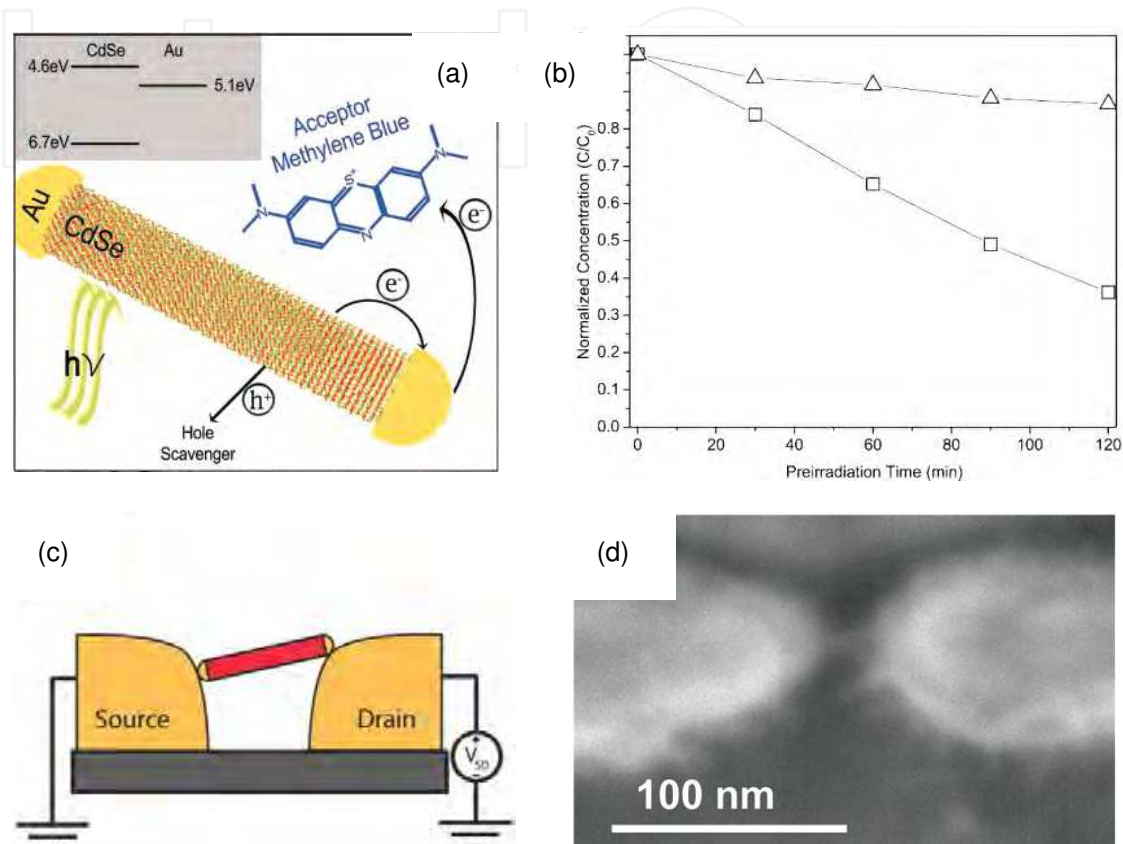 CdSe Au
4.6eV
5.1eV
6.7eV
(a)
Acceptor
Methylene Blue
N
S+
N
N
Au
CdSe
e-
e-
hν
h+
Hole
Scavenger
(b)
Normalized Concentration (C/C0)
0.8
0.7
0.6
0.5
0.4
0.3
0.2
0.1
0.0
0 20 40 60 80 100 120
Preirradiation Time (min)
(c)
Source
Drain
VSD
+
-
(d)
100 nm